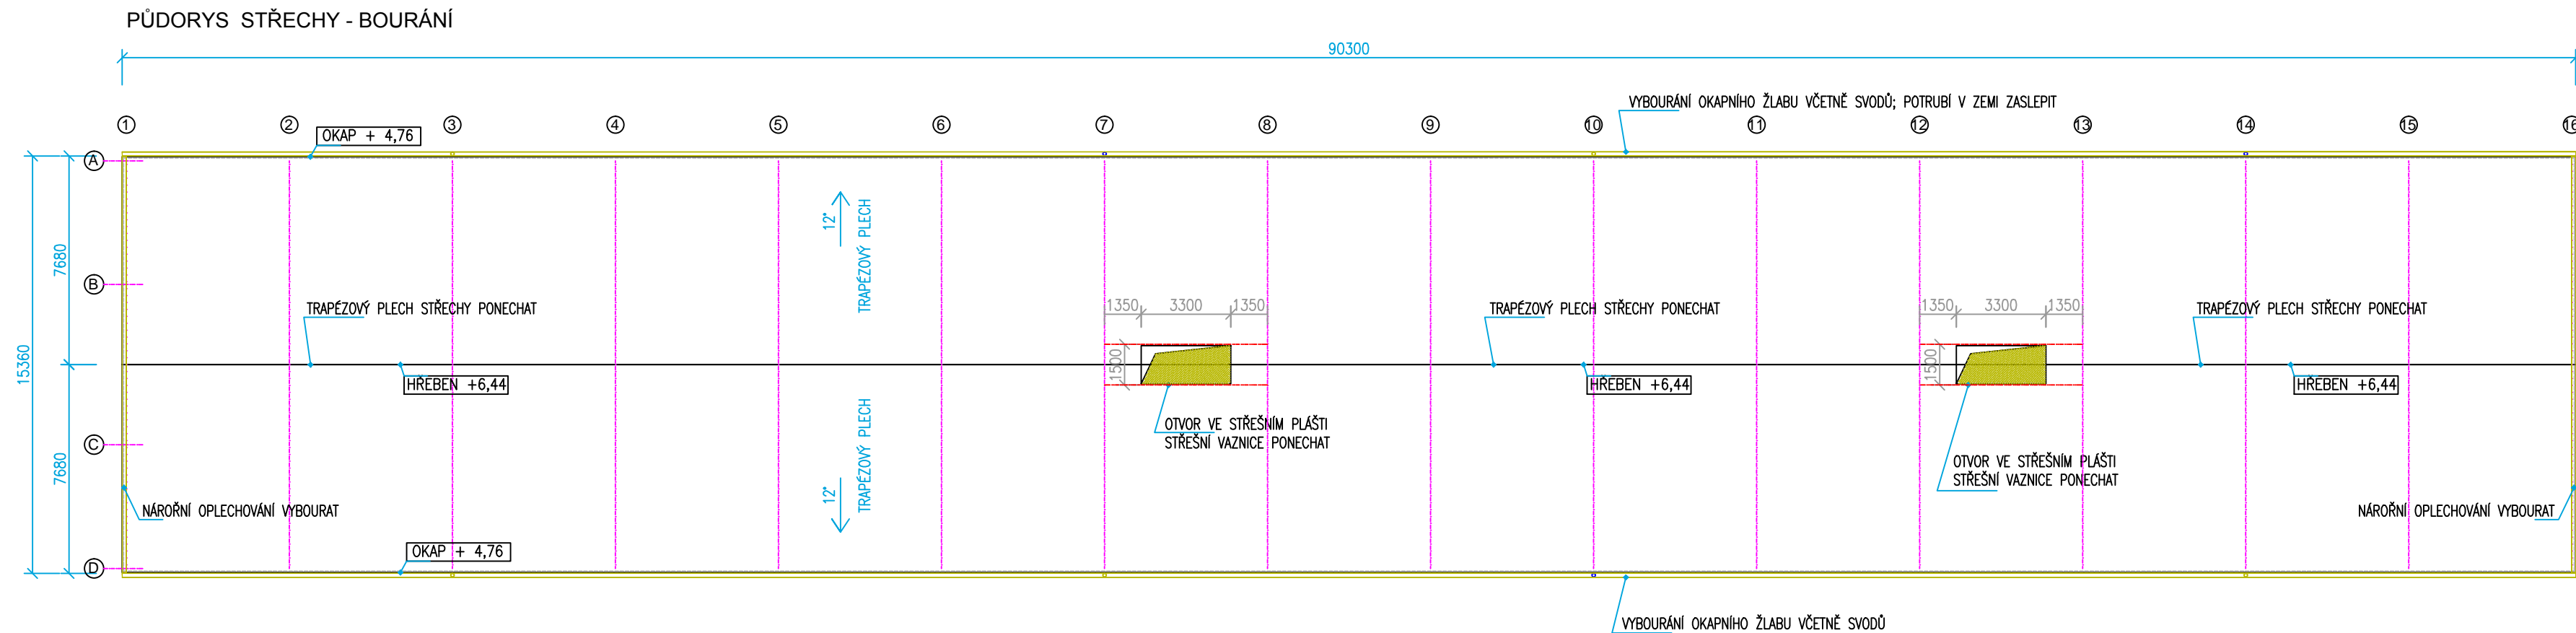 PŮDORYS STŘECHY - BOURÁNÍ
90300
VYBOURÁNÍ OKAPNÍHO ŽLABU VČETNĚ SVODŮ; POTRUBÍ V ZEMI ZASLEPIT
1 2 3 4 5 6 7 8 9 10 11 12 13 14 15 16
OKAP + 4,76
A
B
C
D
15360
7680
7680
12°
TRAPÉZOVÝ PLECH
TRAPÉZOVÝ PLECH STŘECHY PONECHAT
HŘEBEN +6,44
1350 3300 1350
1500
OTVOR VE STŘEŠNÍM PLÁŠTI
STŘEŠNÍ VAZNICE PONECHAT
TRAPÉZOVÝ PLECH STŘECHY PONECHAT
HŘEBEN +6,44
1350 3300 1350
1500
OTVOR VE STŘEŠNÍM PLÁŠTI
STŘEŠNÍ VAZNICE PONECHAT
TRAPÉZOVÝ PLECH STŘECHY PONECHAT
HŘEBEN +6,44
12°
TRAPÉZOVÝ PLECH
NÁROŘNÍ OPLECHOVÁNÍ VYBOURAT
NÁROŘNÍ OPLECHOVÁNÍ VYBOURAT
OKAP + 4,76
VYBOURÁNÍ OKAPNÍHO ŽLABU VČETNĚ SVODŮ